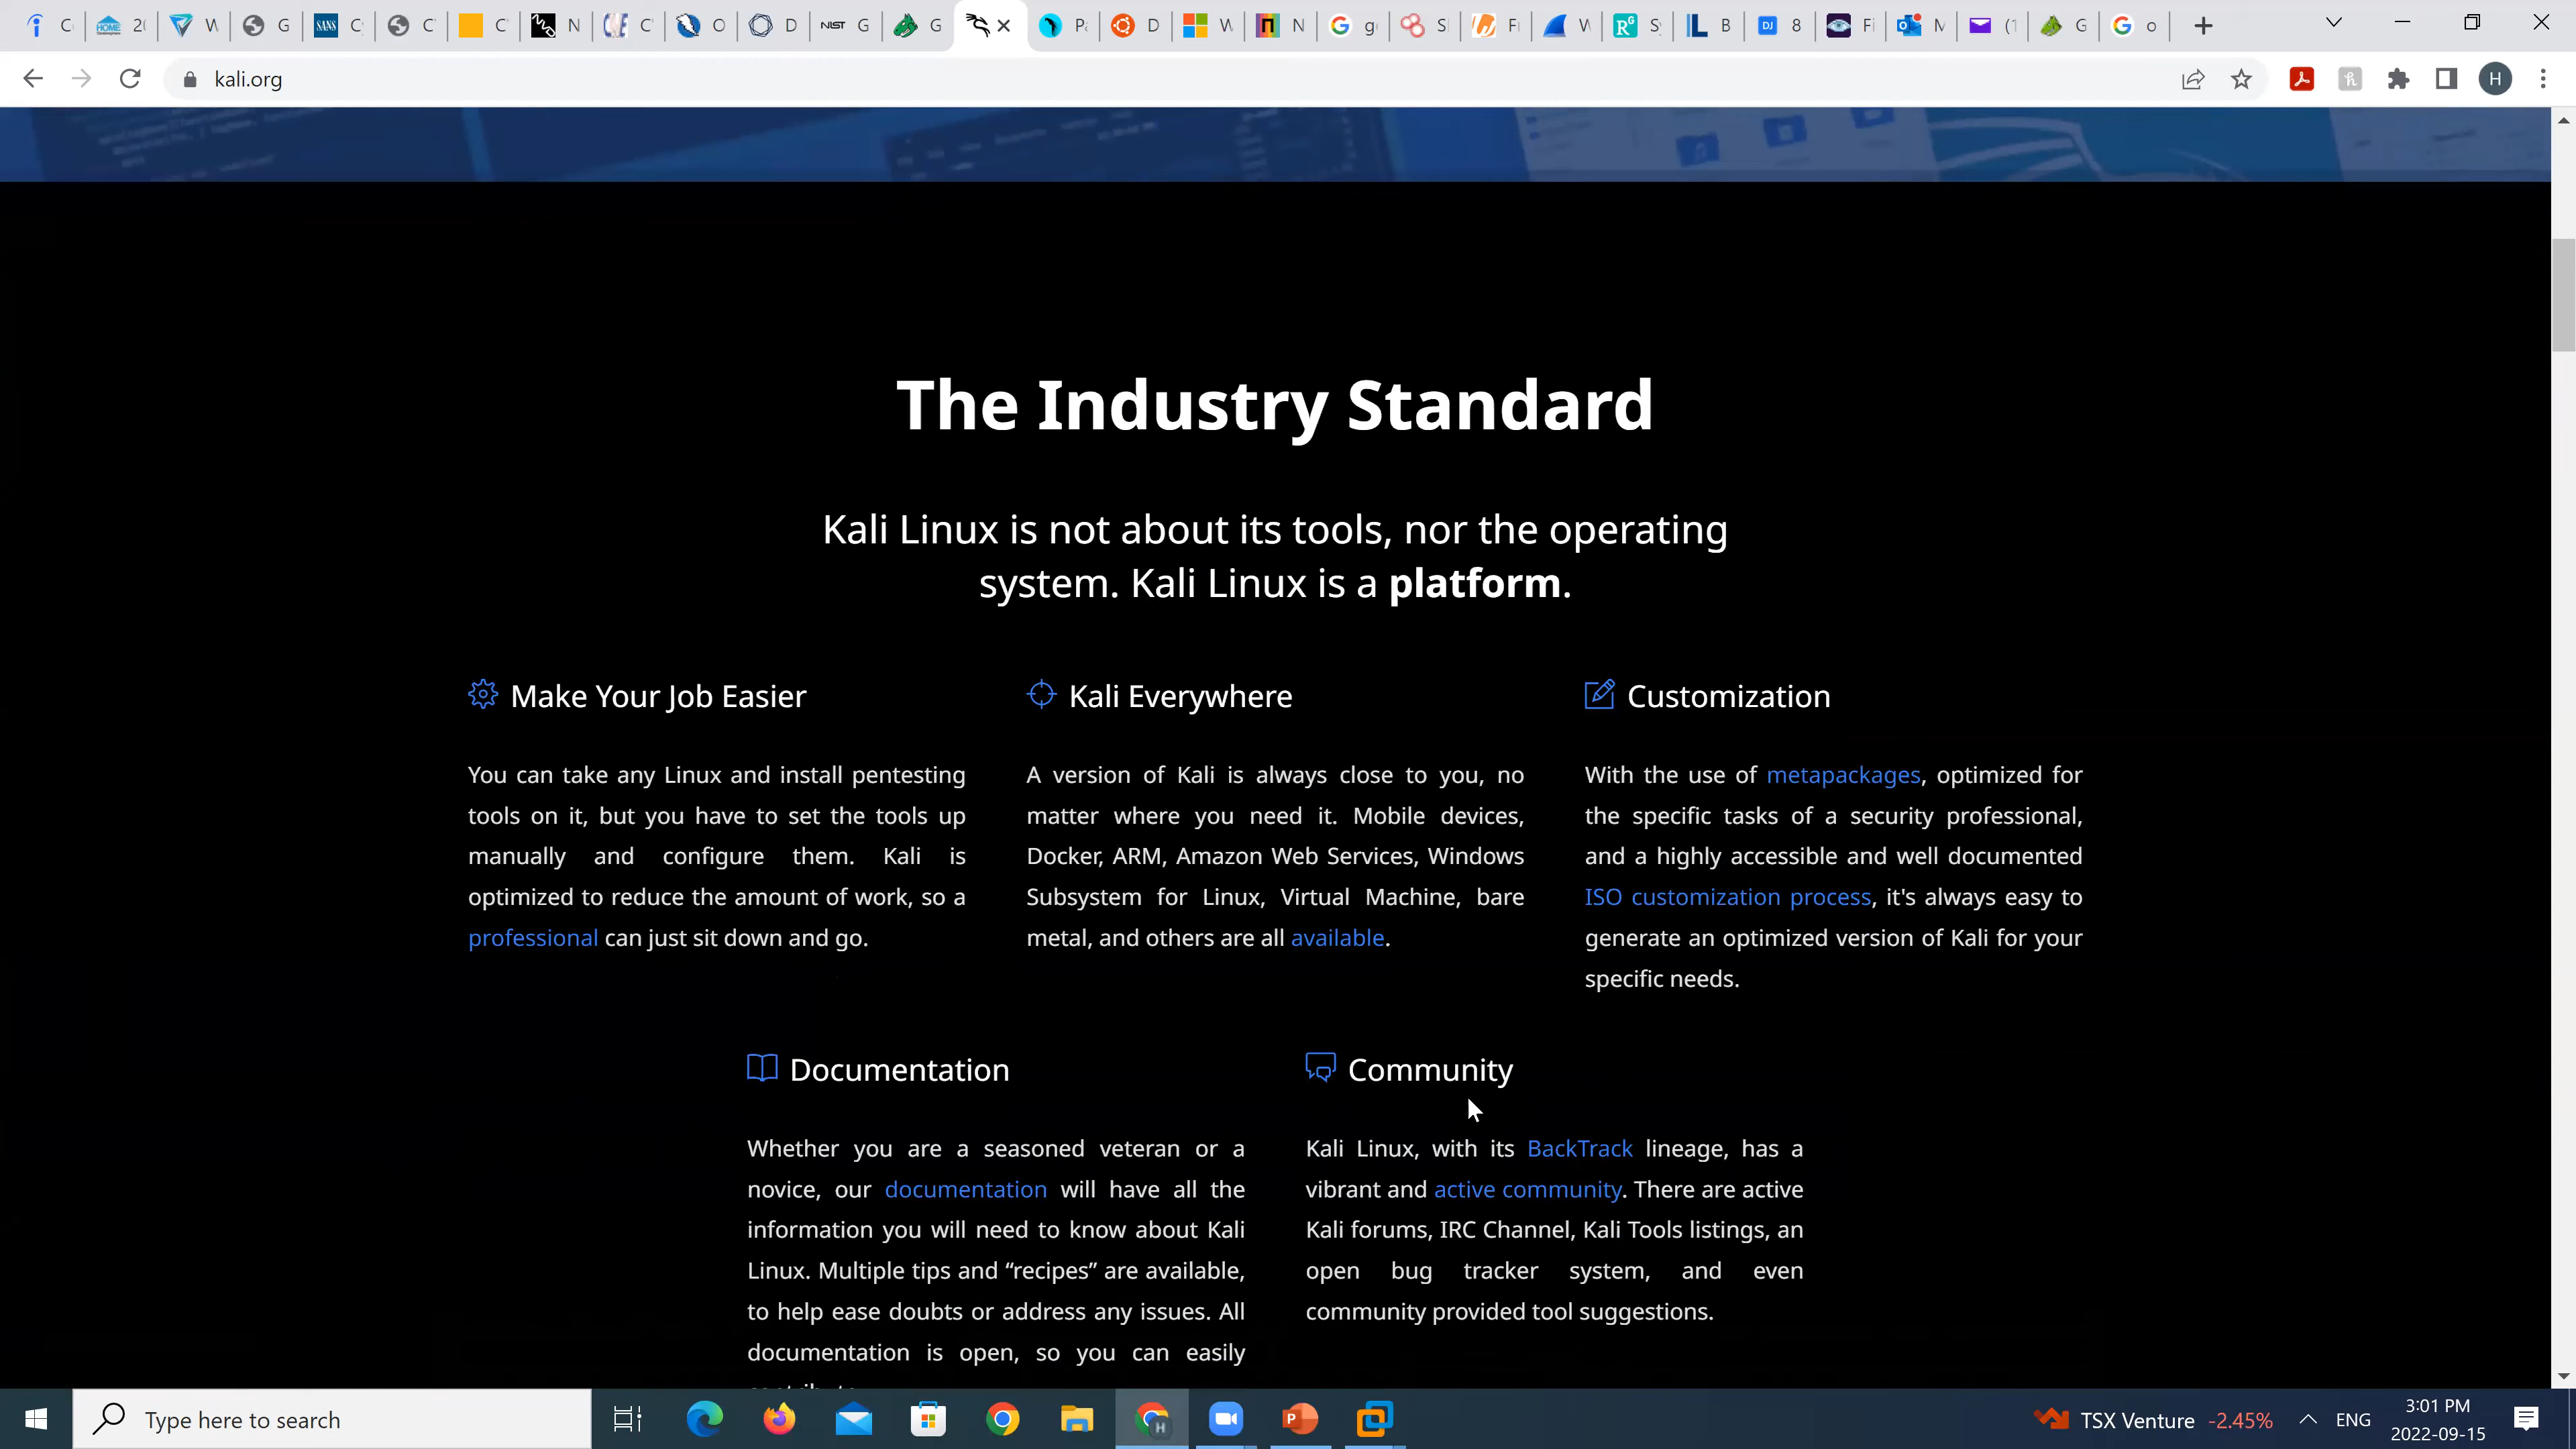 C
2(
W
G
SANS C
C
C
N
C
O
D
NIST G
G
P
D
W
N
g
S
Fr
W
RG S
L B
DJ 8
Fi
M
(1
G
o
kali.org
H
The Industry Standard
Kali Linux is not about its tools, nor the operating
system. Kali Linux is a platform.
Make Your Job Easier
You can take any Linux and install pentesting
tools on it, but you have to set the tools up
manually and configure them. Kali is
optimized to reduce the amount of work, so a
professional can just sit down and go.
Kali Everywhere
A version of Kali is always close to you, no
matter where you need it. Mobile devices,
Docker, ARM, Amazon Web Services, Windows
Subsystem for Linux, Virtual Machine, bare
metal, and others are all available.
Customization
With the use of metapackages, optimized for
the specific tasks of a security professional,
and a highly accessible and well documented
ISO customization process, it's always easy to
generate an optimized version of Kali for your
specific needs.
Documentation
Whether you are a seasoned veteran or a
novice, our documentation will have all the
information you will need to know about Kali
Linux. Multiple tips and “recipes” are available,
to help ease doubts or address any issues. All
documentation is open, so you can easily
Community
Kali Linux, with its BackTrack lineage, has a
vibrant and active community. There are active
Kali forums, IRC Channel, Kali Tools listings, an
open bug tracker system, and even
community provided tool suggestions.
Type here to search
TSX Venture -2.45%
ENG
3:01 PM
2022-09-15